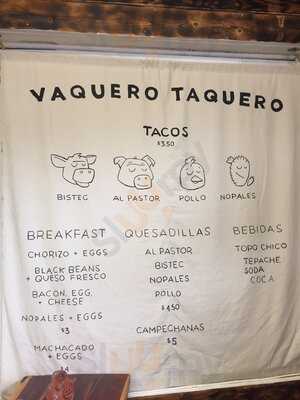 VAQUERO TAQUERO
TACOS
$3.50
BISTEC
AL PASTOR
POLLO
NOPALES
BREAKFAST
CHORIZO + EGGS
BLACK BEANS
+ QUESO FRESCO
BACON, EGG,
+ CHEESE
NOPALES + EGGS
$3
MACHACADO
+ EGGS
$4
QUESADILLAS
AL PASTOR
BISTEC
NOPALES
POLLO
$4.50
CAMPECHANAS
$5
BEBIDAS
TOPO CHICO
TEPACHE
SODA
COCA